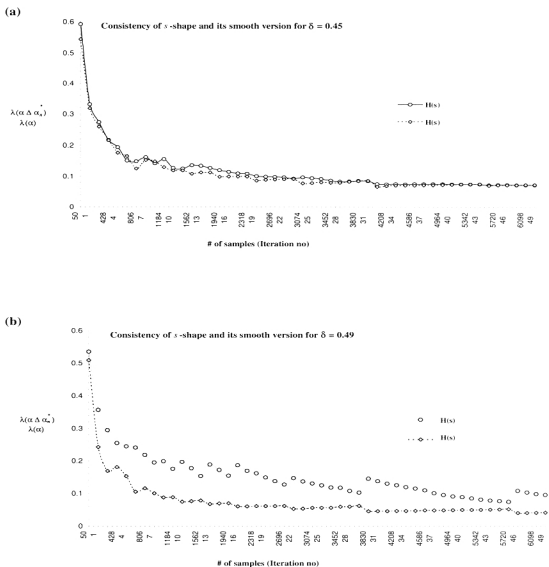 (a)
Consistency of s-shape and its smooth version for δ = 0.45
0.6
0.5
0.4
0.3
0.2
0.1
0
λ(α Δ α*ₙ)
λ(α)
H(s)
H(s)
50 1 428 4 806 7 1184 10 1562 13 1940 16 2318 19 2696 22 3074 25 3452 28 3830 31 4208 34 4586 37 4964 40 5342 43 5720 46 6098 49
# of samples (Iteration no)
(b)
Consistency of s-shape and its smooth version for δ = 0.49
0.6
0.5
0.4
0.3
0.2
0.1
0
λ(α Δ α*ₙ)
λ(α)
H(s)
H(s)
50 1 428 4 806 7 1184 10 1562 13 1940 16 2318 19 2696 22 3074 25 3452 28 3830 31 4208 34 4586 37 4964 40 5342 43 5720 46 6098 49
# of samples (Iteration no)